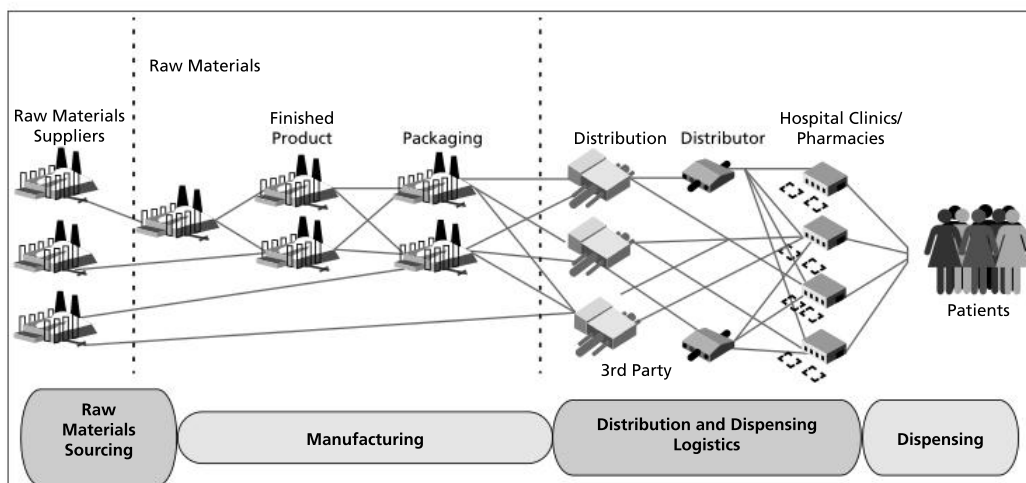 Raw Materials
Raw Materials
Suppliers
Finished
Product
Packaging
Distribution
Distributor
Hospital Clinics/
Pharmacies
Patients
3rd Party
Raw
Materials
Sourcing
Manufacturing
Distribution and Dispensing
Logistics
Dispensing